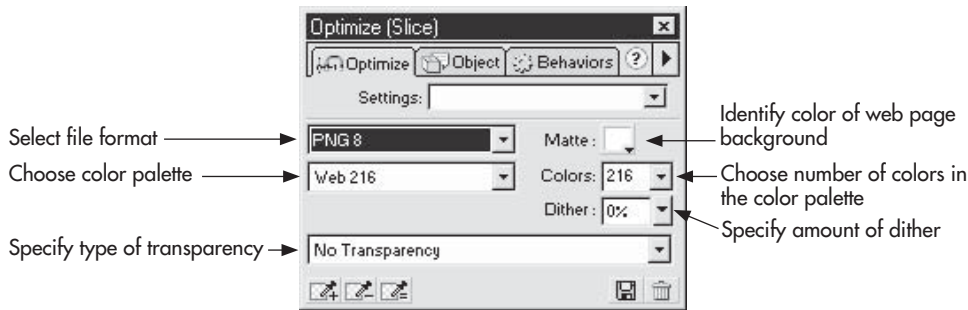 Optimize (Slice)
Optimize Object Behaviors ?
Settings:
Select file format
PNG 8
Matte :
Identify color of web page
background
Choose color palette
Web 216
Colors: 216
Choose number of colors in
the color palette
Dither : 0%
Specify amount of dither
Specify type of transparency
No Transparency